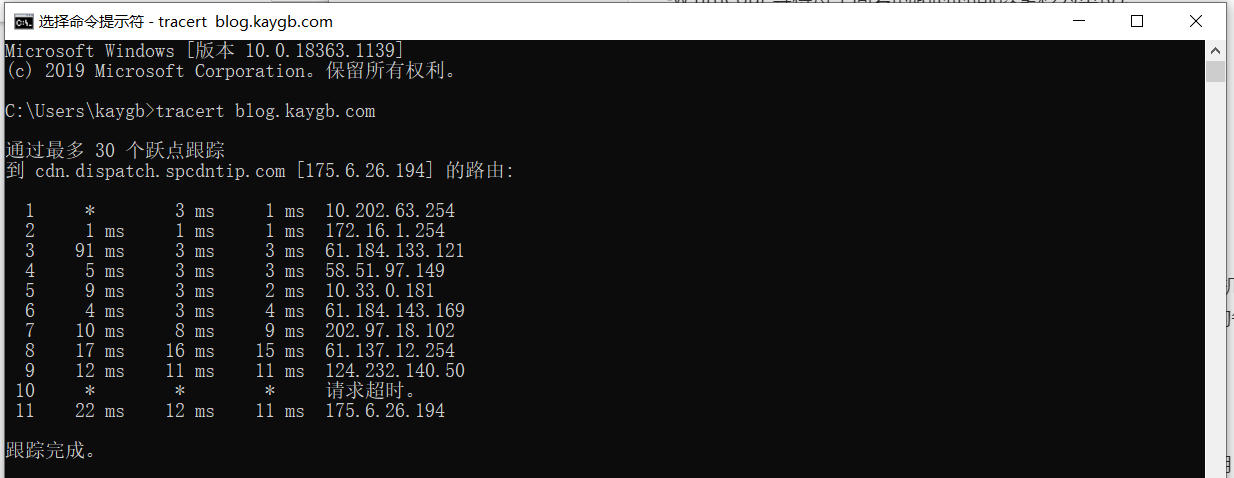 选择命令提示符 - tracert blog.kaygb.com
Microsoft Windows [版本 10.0.18363.1139]
(c) 2019 Microsoft Corporation。保留所有权利。
C:\Users\kaygb>tracert blog.kaygb.com
通过最多 30 个跃点跟踪
到 cdn.dispatch.spcdntip.com [175.6.26.194] 的路由:
1 * 3 ms 1 ms 10.202.63.254
2 1 ms 1 ms 1 ms 172.16.1.254
3 91 ms 3 ms 3 ms 61.184.133.121
4 5 ms 3 ms 3 ms 58.51.97.149
5 9 ms 3 ms 2 ms 10.33.0.181
6 4 ms 3 ms 4 ms 61.184.143.169
7 10 ms 8 ms 9 ms 202.97.18.102
8 17 ms 16 ms 15 ms 61.137.12.254
9 12 ms 11 ms 11 ms 124.232.140.50
10 * * * 请求超时。
11 22 ms 12 ms 11 ms 175.6.26.194
跟踪完成。